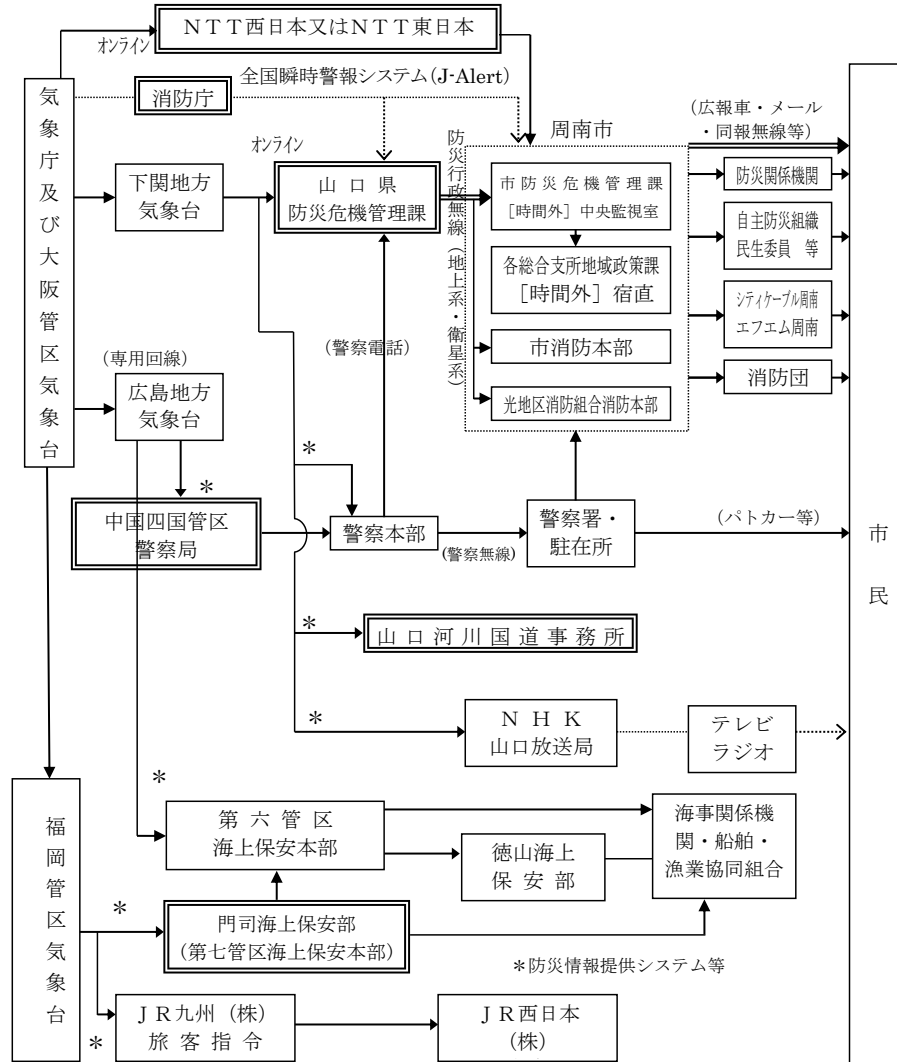 ＮＴＴ西日本又はＮＴＴ東日本
オンライン
全国瞬時警報システム(J-Alert)
消防庁
気象庁及び大阪管区気象台
オンライン
周南市
(広報車・メール
・同報無線等)
下関地方
気象台
山口県
防災危機管理課
防災行政無線(地上系・衛星系)
市防災危機管理課
［時間外］中央監視室
各総合支所地域政策課
［時間外］宿直
市消防本部
光地区消防組合消防本部
防災関係機関
自主防災組織
民生委員　等
シティケーブル周南
エフエム周南
消防団
(専用回線)
広島地方
気象台
(警察電話)
＊
＊
中国四国管区
警察局
警察本部
(警察無線)
警察署・
駐在所
(パトカー等)
市民
＊
山口河川国道事務所
＊
ＮＨＫ
山口放送局
テレビ
ラジオ
＊
福岡管区気象台
第六管区
海上保安本部
徳山海上
保安部
海事関係機
関・船舶・
漁業協同組合
＊
門司海上保安部
(第七管区海上保安本部)
＊防災情報提供システム等
＊
ＪＲ九州（株）
旅客指令
ＪＲ西日本
(株)